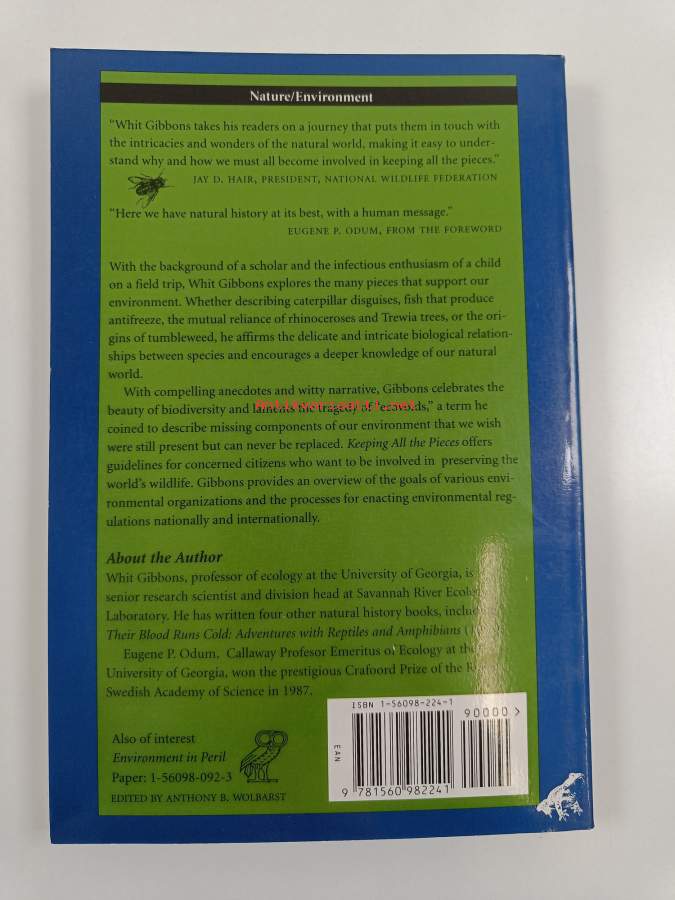 Nature/Environment
“Whit Gibbons takes his readers on a journey that puts them in touch with
the intricacies and wonders of the natural world, making it easy to under-
stand why and how we must all become involved in keeping all the pieces.”
JAY D. HAIR, PRESIDENT, NATIONAL WILDLIFE FEDERATION
“Here we have natural history at its best, with a human message.”
EUGENE P. ODUM, FROM THE FOREWORD
With the background of a scholar and the infectious enthusiasm of a child
on a field trip, Whit Gibbons explores the many pieces that support our
environment. Whether describing caterpillar disguises, fish that produce
antifreeze, the mutual reliance of rhinoceroses and Trewia trees, or the ori-
gins of tumbleweed, he affirms the delicate and intricate biological relation-
ships between species and encourages a deeper knowledge of our natural
world.
With compelling anecdotes and witty narrative, Gibbons celebrates the
beauty of biodiversity and laments the tragedy of “ecovoids,” a term he
Antikvariaatti.net
coined to describe missing components of our environment that we wish
were still present but can never be replaced. Keeping All the Pieces offers
guidelines for concerned citizens who want to be involved in preserving the
world’s wildlife. Gibbons provides an overview of the goals of various envi-
ronmental organizations and the processes for enacting environmental reg-
ulations nationally and internationally.
About the Author
Whit Gibbons, professor of ecology at the University of Georgia, is
senior research scientist and division head at Savannah River
Laboratory. He has written four other natural history books,
Their Blood Runs Cold: Adventures with Reptiles and Amphibians
Eugene P. Odum, Callaway Profesor Emeritus of Ecology at the
University of Georgia, won the prestigious Crafoord Prize of the
Swedish Academy of Science in 1987.
Also of interest
Environment in Peril
Paper: 1-56098-092-3
EDITED BY ANTHONY B. WOLBARST
ISBN 1-56098-224-1
90000>
EAN
9 781560 982241